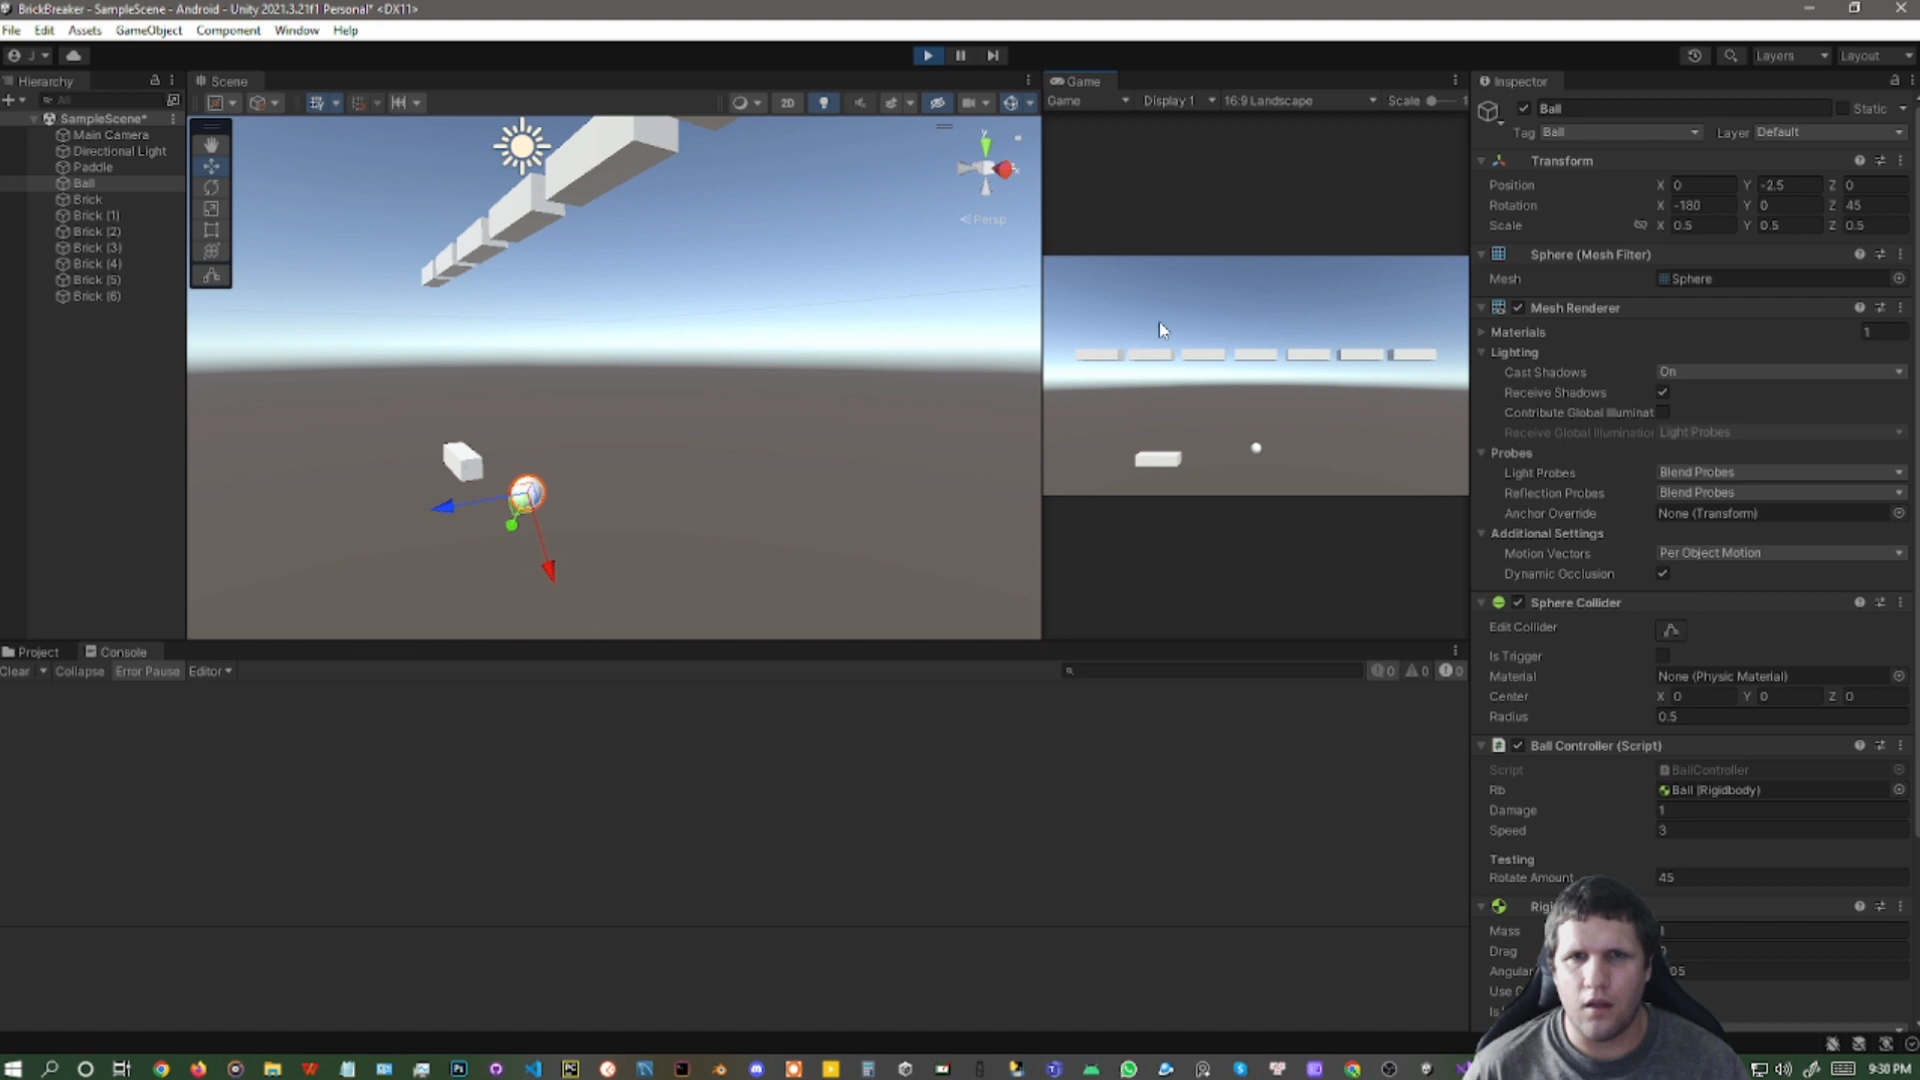 BrickBreaker - SampleScene - Android - Unity 2021.3.21f1 Personal* <DX11>
File Edit Assets GameObject Component Window Help
J
Layers Layout
Hierarchy
All
SampleScene*
Main Camera
Directional Light
Paddle
Ball
Brick
Brick (1)
Brick (2)
Brick (3)
Brick (4)
Brick (5)
Brick (6)
Scene
2D
y
x
< Persp
Game
Game Display 1 16:9 Landscape Scale 1
Inspector
Ball Static
Tag Ball Layer Default
Transform
Position X 0 Y -2.5 Z 0
Rotation X -180 Y 0 Z 45
Scale X 0.5 Y 0.5 Z 0.5
Sphere (Mesh Filter)
Mesh Sphere
Mesh Renderer
Materials 1
Lighting
Cast Shadows On
Receive Shadows
Contribute Global Illuminat
Receive Global Illumination Light Probes
Probes
Light Probes Blend Probes
Reflection Probes Blend Probes
Anchor Override None (Transform)
Additional Settings
Motion Vectors Per Object Motion
Dynamic Occlusion
Sphere Collider
Edit Collider
Is Trigger
Material None (Physic Material)
Center X 0 Y 0 Z 0
Radius 0.5
Ball Controller (Script)
Script BallController
Rb Ball (Rigidbody)
Damage 1
Speed 3
Testing
Rotate Amount 45
Rigi
Mass 1
Drag
Angular 05
Use G
Is
Project Console
Clear Collapse Error Pause Editor
0 0 0
9:30 PM